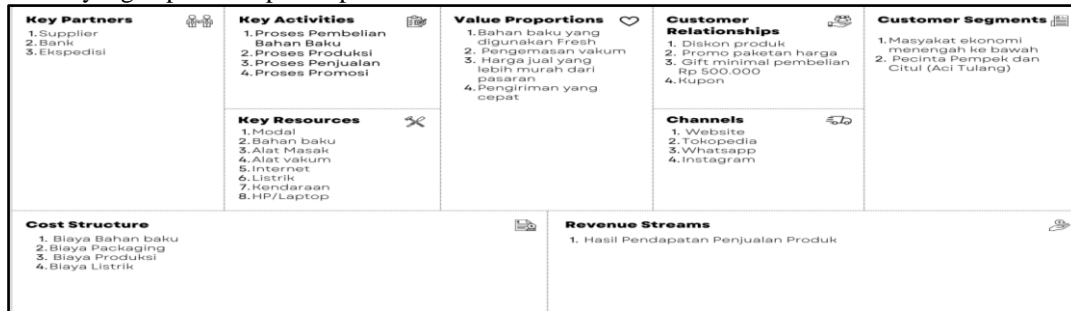 Key Partners
1.Supplier
2.Bank
3.Ekspedisi
Key Activities
1.Proses Pembelian
Bahan Baku
2.Proses Produksi
3.Proses Penjualan
4.Proses Promosi
Key Resources
1.Modal
2.Bahan baku
3.Alat Masak
4.Alat vakum
5.Internet
6.Listrik
7.Kendaraan
8.HP/Laptop
Value Proportions
1.Bahan baku yang
digunakan Fresh
2. Pengemasan vakum
3. Harga jual yang
lebih murah dari
pasaran
4.Pengiriman yang
cepat
Customer
Relationships
1. Diskon produk
2. Promo paketan harga
3. Gift minimal pembelian
Rp 500.000
4.Kupon
Channels
1. Website
2.Tokopedia
3.Whatsapp
4.Instagram
Customer Segments
1.Masyakat ekonomi
menengah ke bawah
2. Pecinta Pempek dan
Citul (Aci Tulang)
Cost Structure
1. Biaya Bahan baku
2.Biaya Packaging
3. Biaya Produksi
4.Biaya Listrik
Revenue Streams
1. Hasil Pendapatan Penjualan Produk